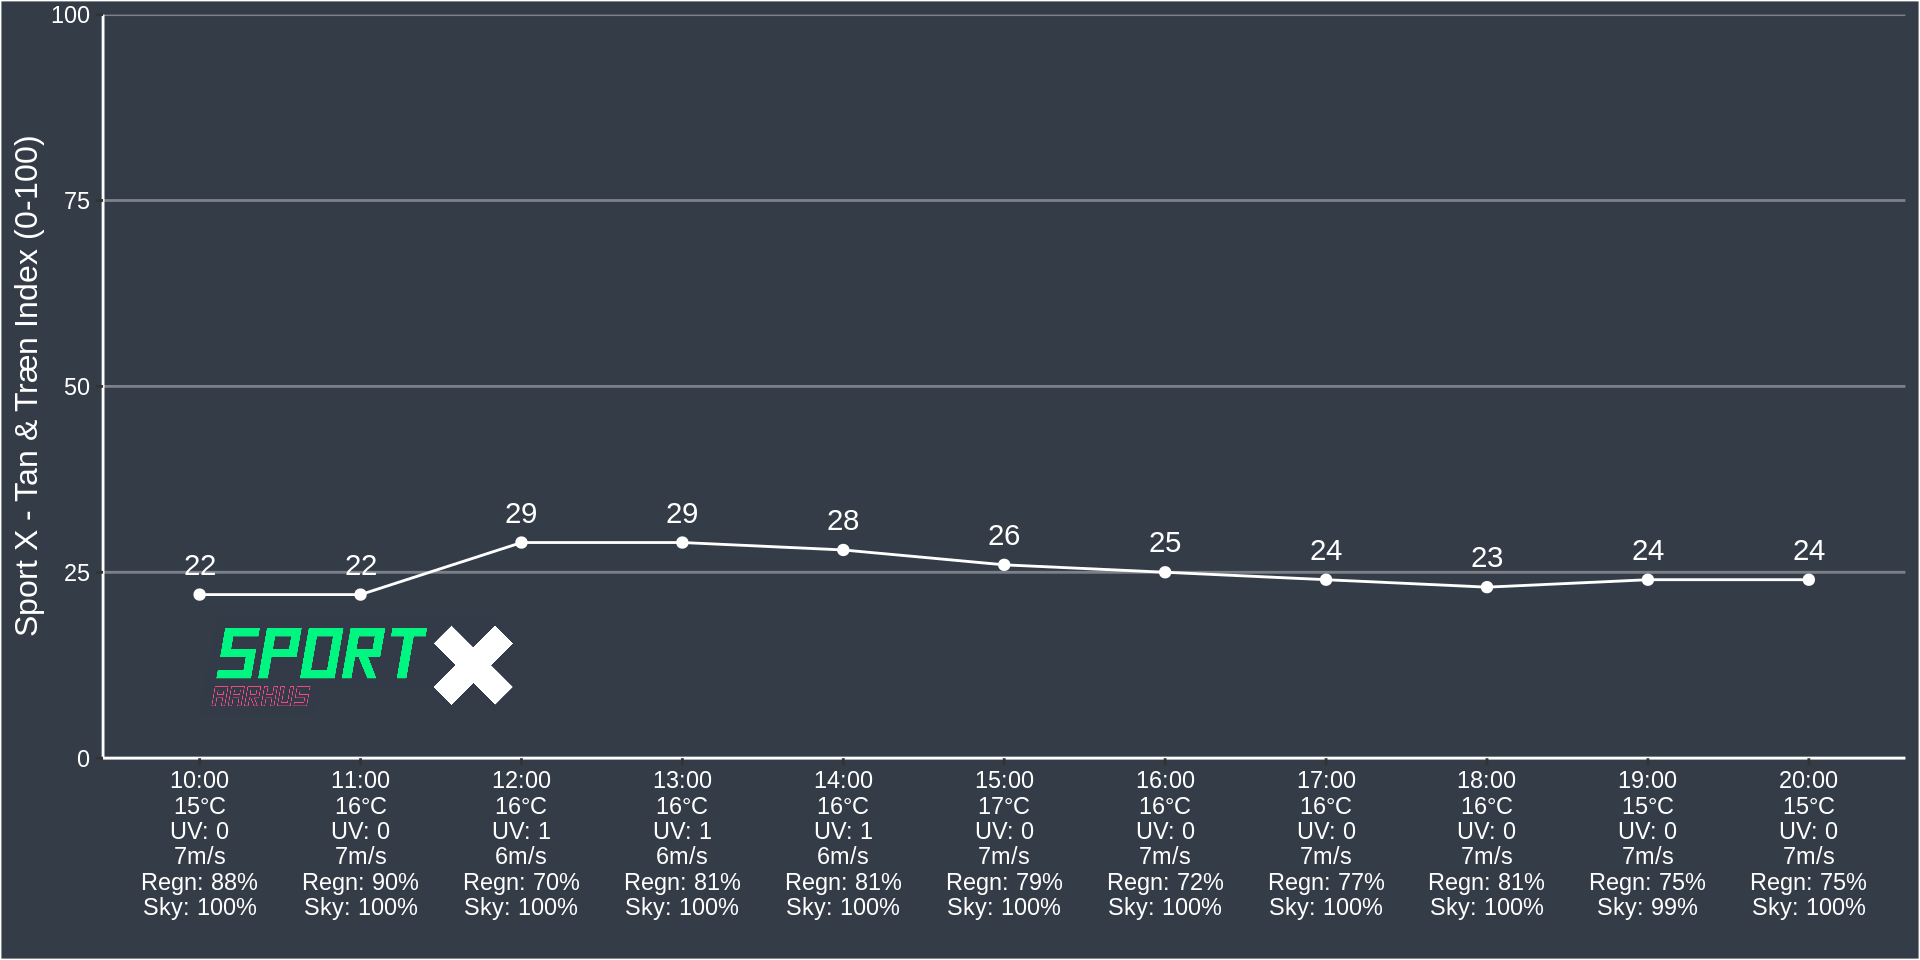 100
75
50
25
0
Sport X - Tan & Træn Index (0-100)
22 22 29 29 28 26 25 24 23 24 24
SPORT X
AARHUS
10:00 11:00 12:00 13:00 14:00 15:00 16:00 17:00 18:00 19:00 20:00
15°C 16°C 16°C 16°C 16°C 17°C 16°C 16°C 16°C 15°C 15°C
UV: 0 UV: 0 UV: 1 UV: 1 UV: 1 UV: 0 UV: 0 UV: 0 UV: 0 UV: 0 UV: 0
7m/s 7m/s 6m/s 6m/s 6m/s 7m/s 7m/s 7m/s 7m/s 7m/s 7m/s
Regn: 88% Regn: 90% Regn: 70% Regn: 81% Regn: 81% Regn: 79% Regn: 72% Regn: 77% Regn: 81% Regn: 75% Regn: 75%
Sky: 100% Sky: 100% Sky: 100% Sky: 100% Sky: 100% Sky: 100% Sky: 100% Sky: 100% Sky: 100% Sky: 99% Sky: 100%